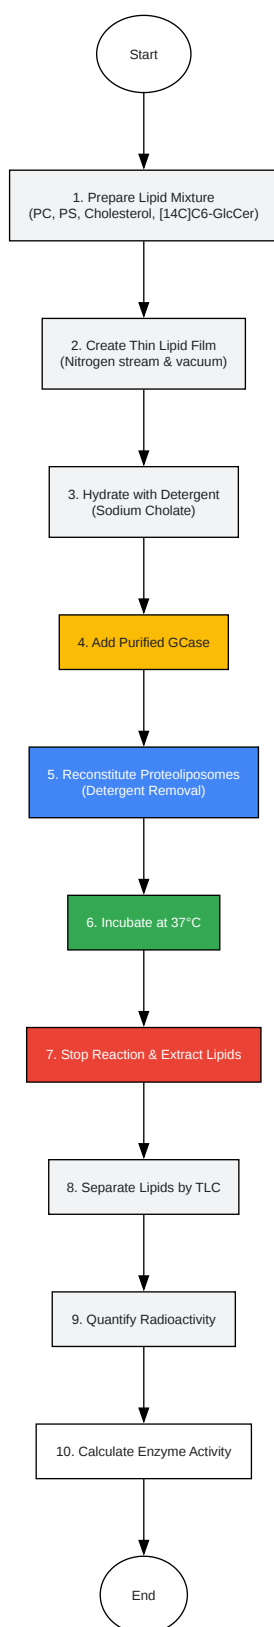 Start
1. Prepare Lipid Mixture
(PC, PS, Cholesterol, [14C]C6-GlcCer)
2. Create Thin Lipid Film
(Nitrogen stream & vacuum)
3. Hydrate with Detergent
(Sodium Cholate)
4. Add Purified GCase
5. Reconstitute Proteoliposomes
(Detergent Removal)
6. Incubate at 37°C
7. Stop Reaction & Extract Lipids
8. Separate Lipids by TLC
9. Quantify Radioactivity
10. Calculate Enzyme Activity
End